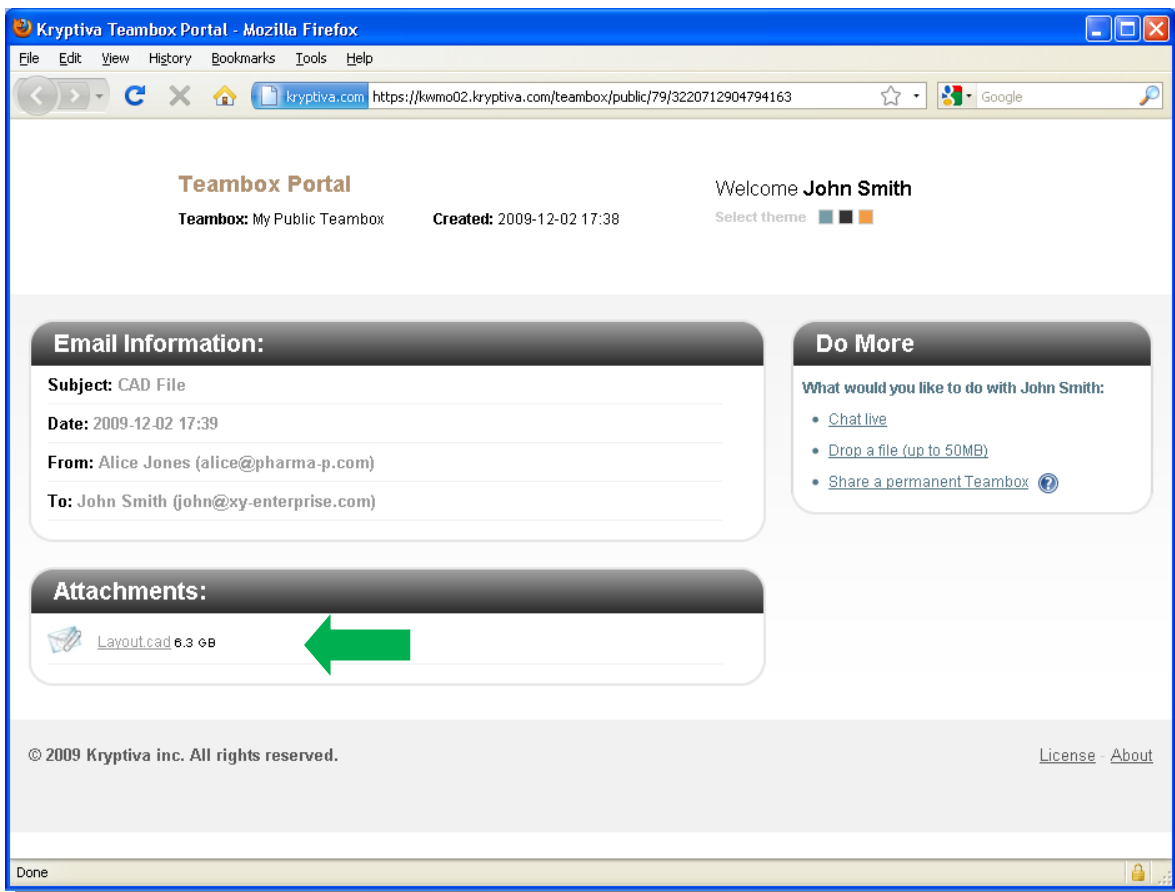 Kryptiva Teambox Portal - Mozilla Firefox
File Edit View History Bookmarks Tools Help
kryptiva.com https://kwmo02.kryptiva.com/teambox/public/79/3220712904794163 Google
Teambox Portal
Welcome John Smith
Teambox: My Public Teambox Created: 2009-12-02 17:38
Select theme
Email Information:
Subject: CAD File
Date: 2009-12-02 17:39
From: Alice Jones (alice@pharma-p.com)
To: John Smith (john@xy-enterprise.com)
Do More
What would you like to do with John Smith:
• Chat live
• Drop a file (up to 50MB)
• Share a permanent Teambox ?
Attachments:
Layout.cad 6.3 GB
© 2009 Kryptiva inc. All rights reserved.
License - About
Done